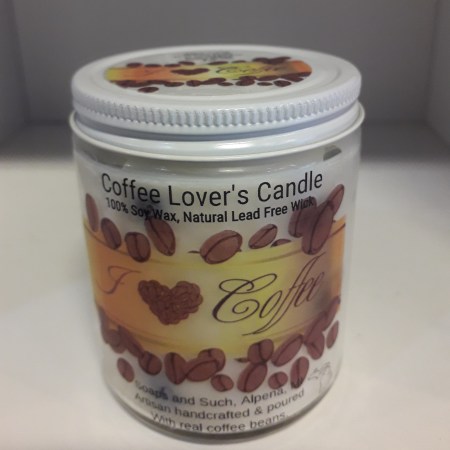 I Coffee
Coffee Lover's Candle
100% Soy Wax, Natural Lead Free Wick
I Coffee
Soaps and Such, Alpena,
Artisan handcrafted & poured
With real coffee beans.